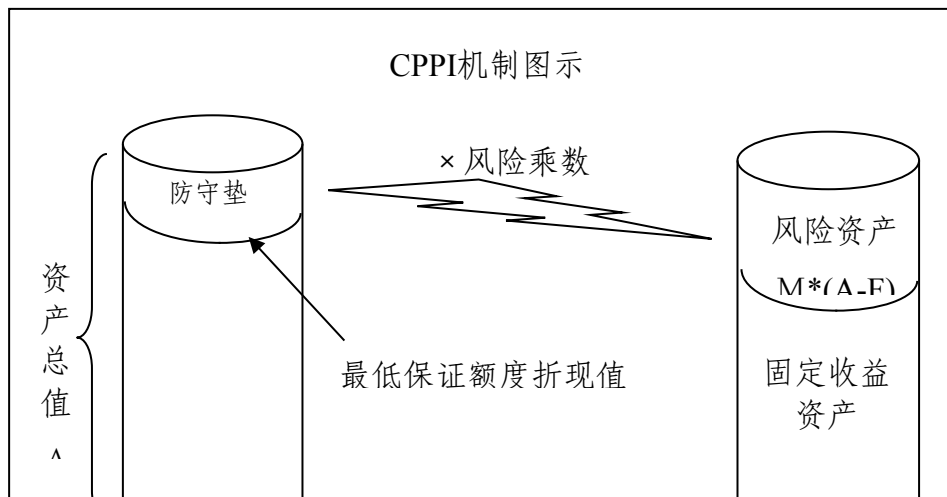 CPPI机制图示
× 风险乘数
防守垫
风险资产
M*(A-F)
资
产
总
值
A
最低保证额度折现值
固定收益
资产